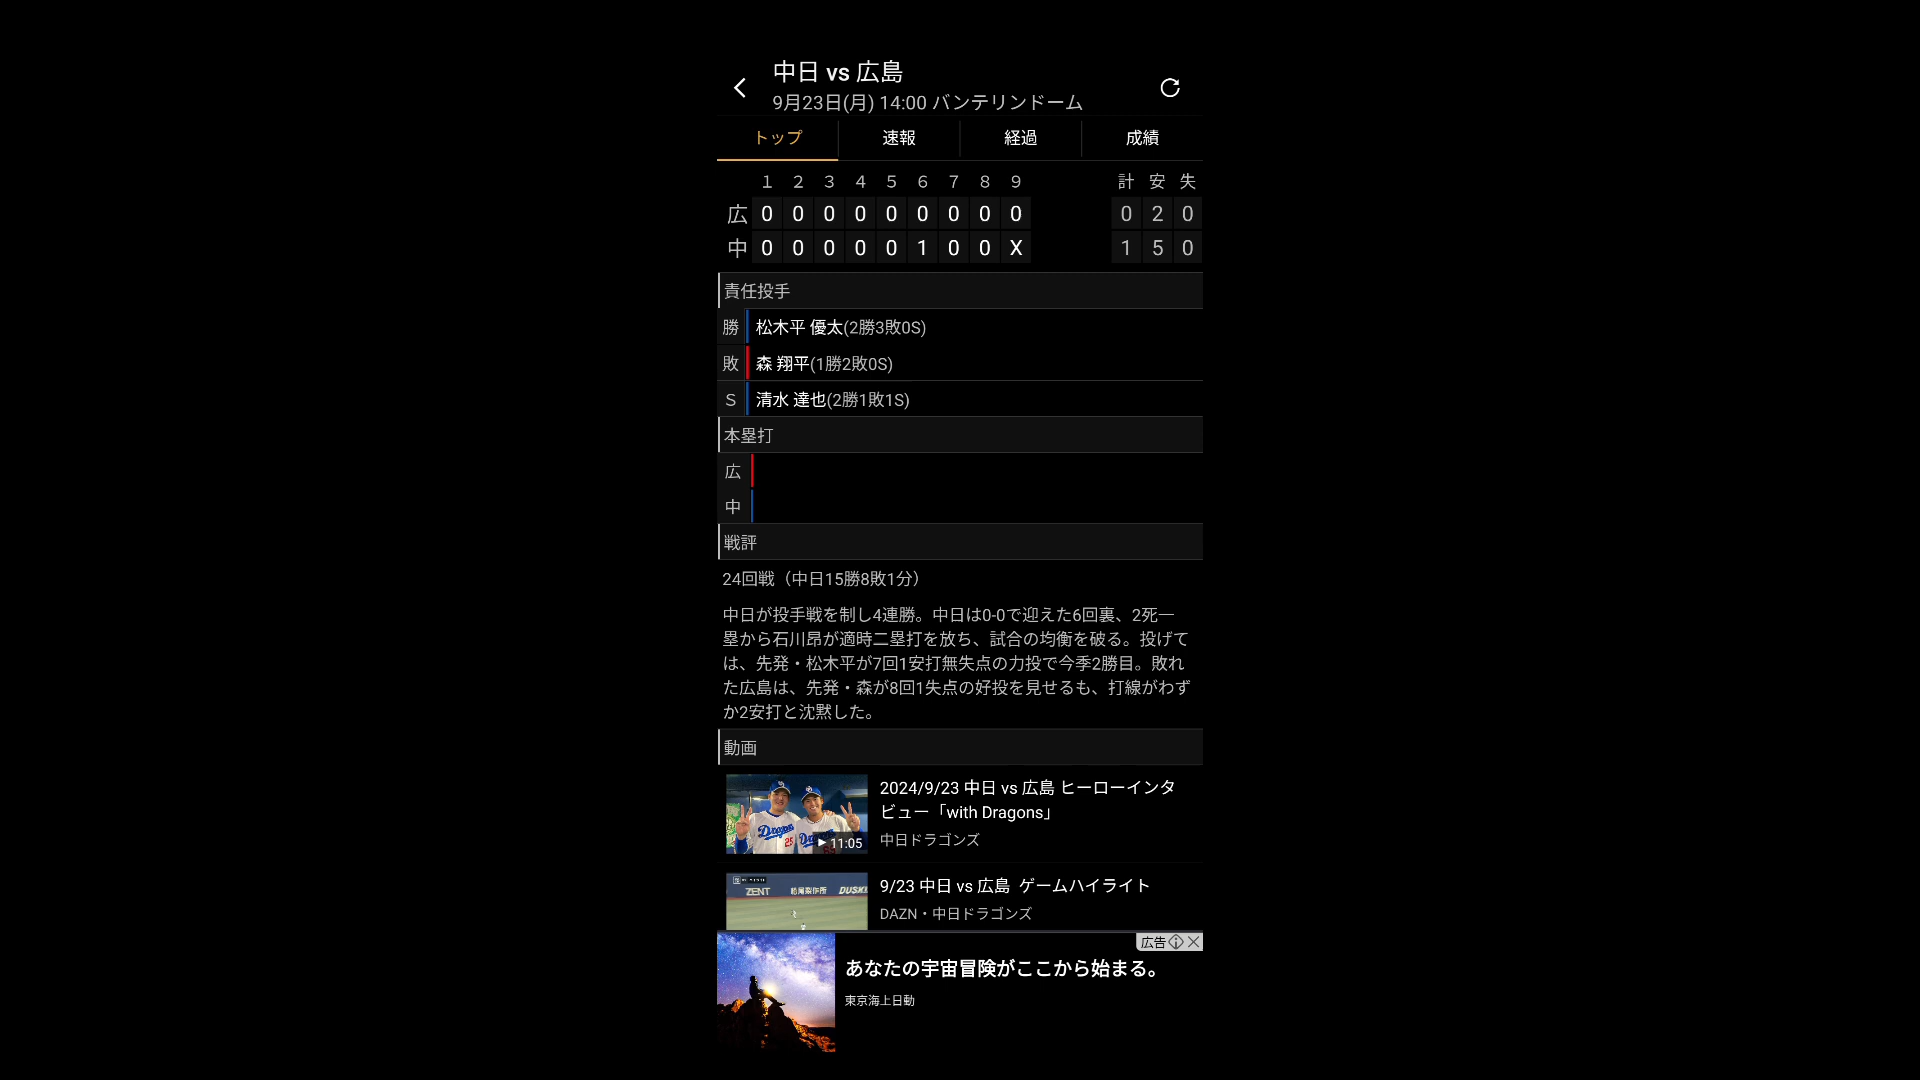 中日 vs 広島
9月23日(月) 14:00 バンテリンドーム
トップ 速報 経過 成績
1 2 3 4 5 6 7 8 9 計 安 失
広 0 0 0 0 0 0 0 0 0 0 2 0
中 0 0 0 0 0 1 0 0 X 1 5 0
責任投手
勝 松木平 優太(2勝3敗0S)
敗 森 翔平(1勝2敗0S)
S 清水 達也(2勝1敗1S)
本塁打
広
中
戦評
24回戦（中日15勝8敗1分）
中日が投手戦を制し4連勝。中日は0-0で迎えた6回裏、2死一
塁から石川昂が適時二塁打を放ち、試合の均衡を破る。投げて
は、先発・松木平が7回1安打無失点の力投で今季2勝目。敗れ
た広島は、先発・森が8回1失点の好投を見せるも、打線がわず
か2安打と沈黙した。
動画
2024/9/23 中日 vs 広島 ヒーローインタ
ビュー「with Dragons」
中日ドラゴンズ
Dragons 25
Dragons
11:05
9/23 中日 vs 広島 ゲームハイライト
DAZN・中日ドラゴンズ
ZENT
広告
あなたの宇宙冒険がここから始まる。
東京海上日動